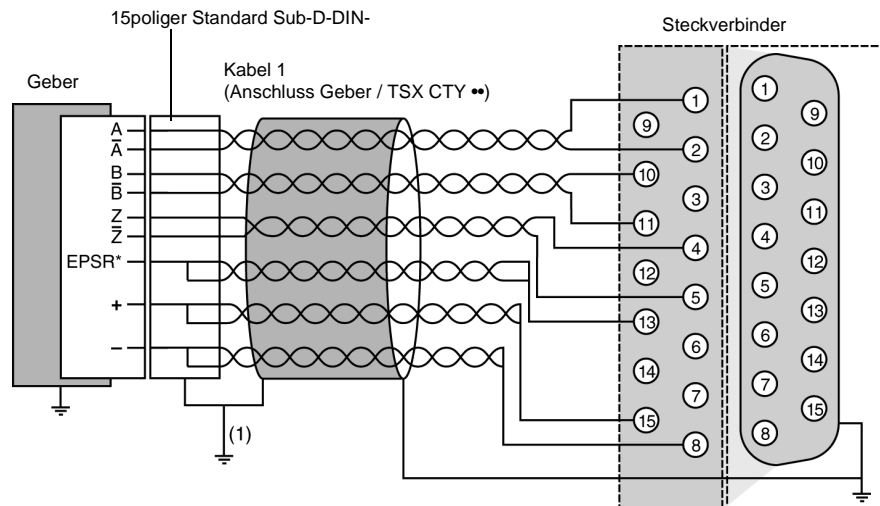 15poliger Standard Sub-D-DIN-
Steckverbinder
Geber
Kabel 1
(Anschluss Geber / TSX CTY ••)
A
A̅
B
B̅
Z
Z̅
EPSR*
+
–
(1)
1
9
2
10
3
11
4
12
5
13
6
14
7
15
8
1
9
2
10
3
11
4
12
5
13
6
14
7
15
8